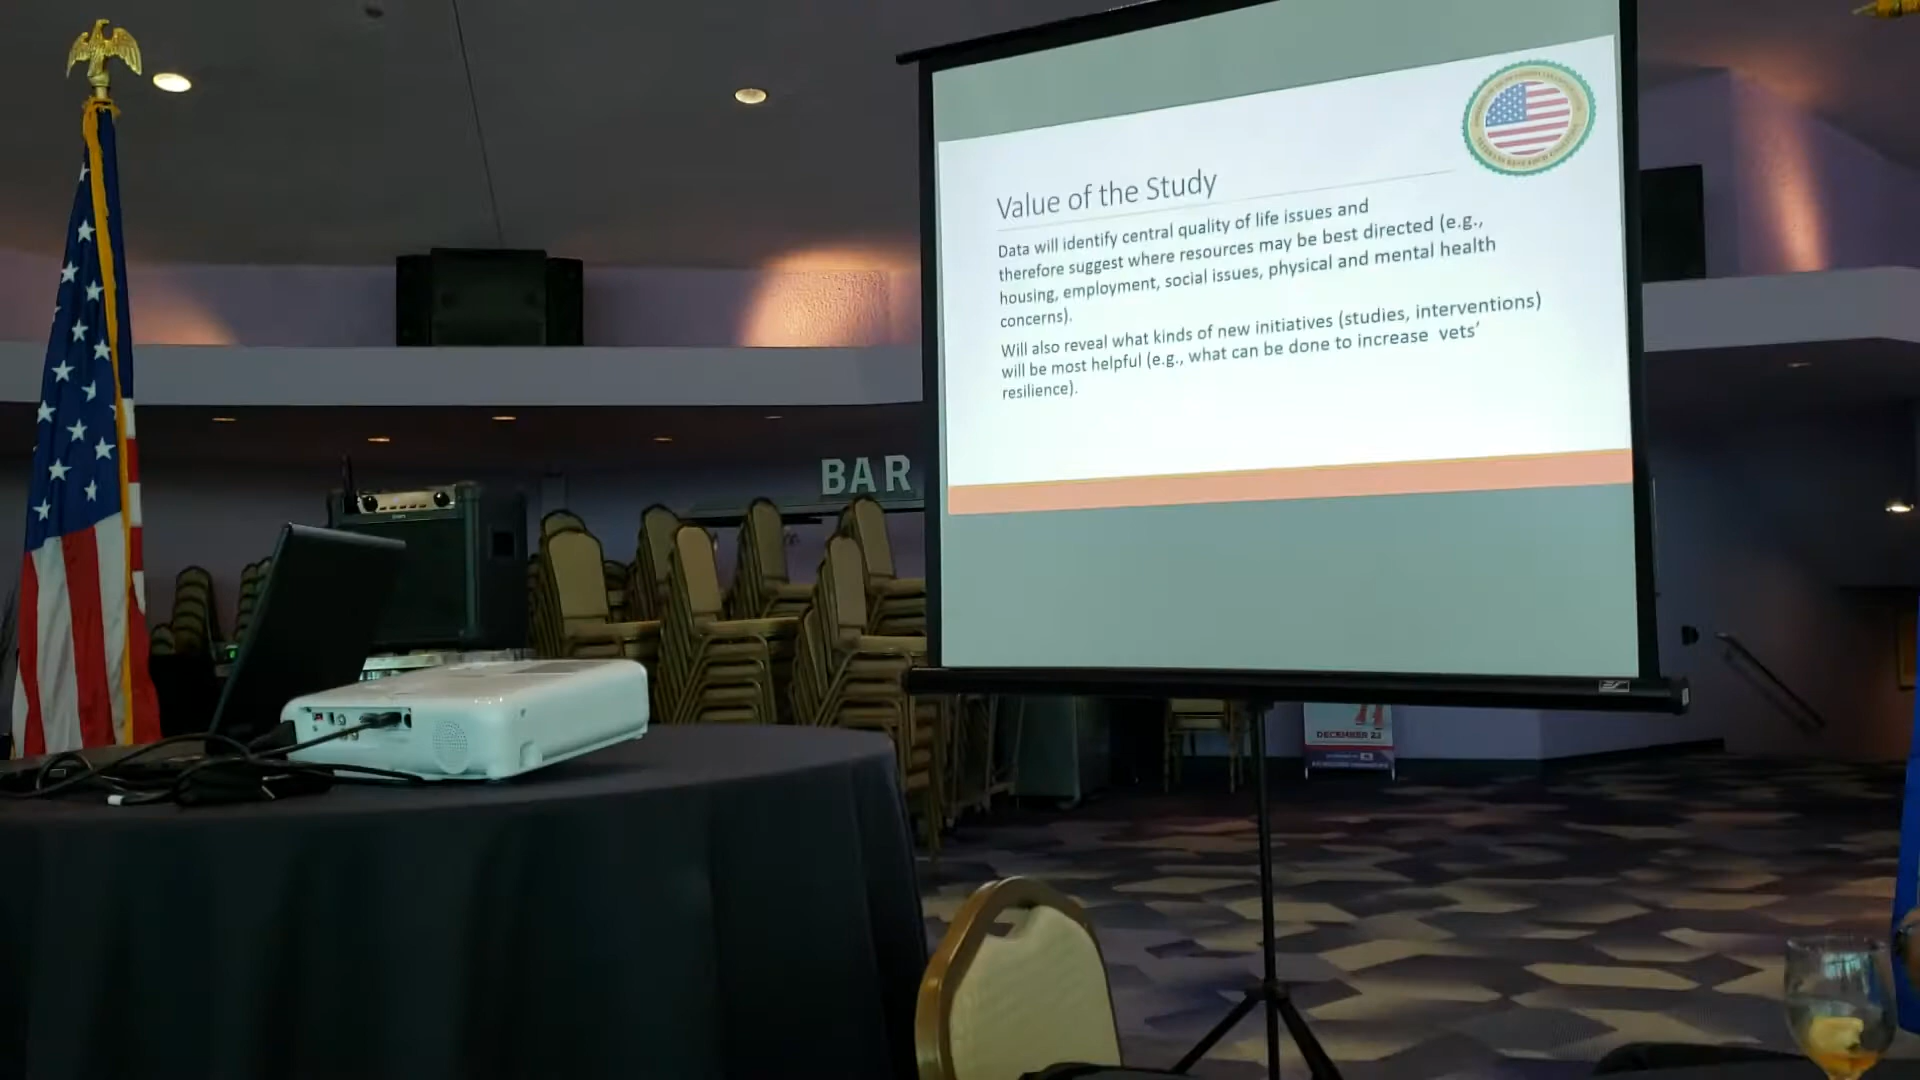 Value of the Study
Data will identify central quality of life issues and
therefore suggest where resources may be best directed (e.g.,
housing, employment, social issues, physical and mental health
concerns).
Will also reveal what kinds of new initiatives (studies, interventions)
will be most helpful (e.g., what can be done to increase vets'
resilience).
BAR
DECEMBER 23